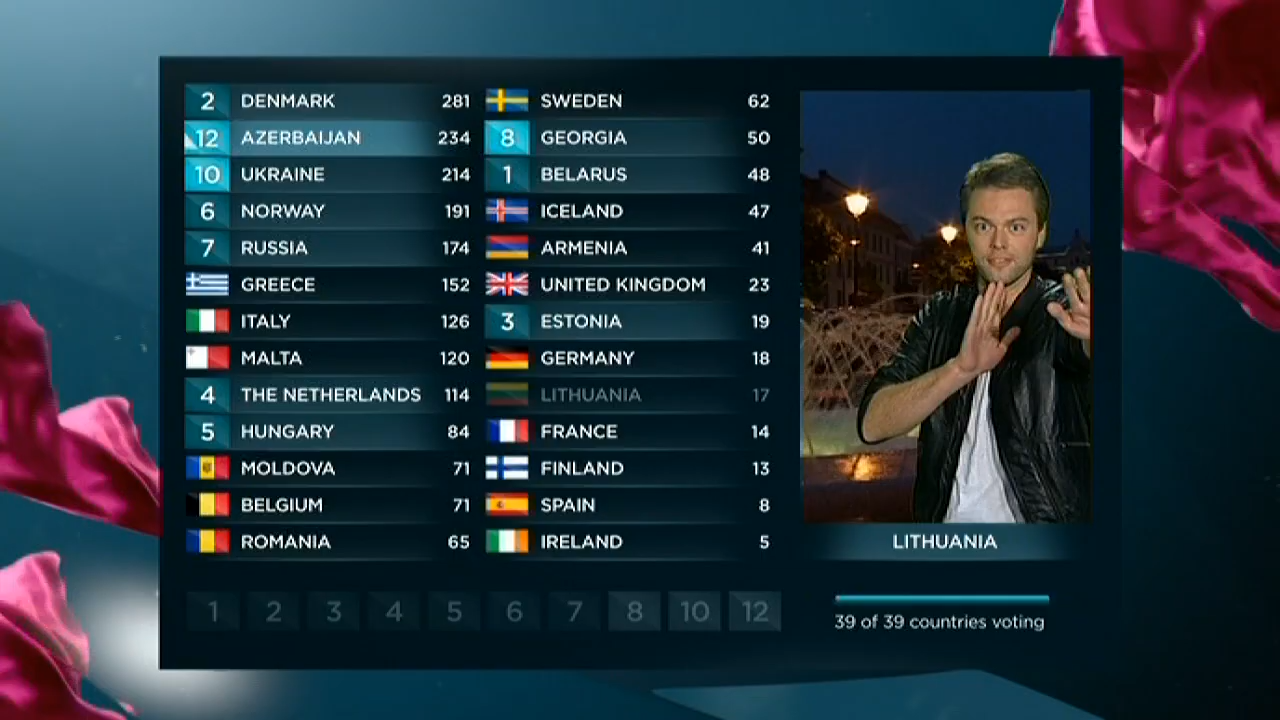 2 DENMARK 281
12 AZERBAIJAN 234
10 UKRAINE 214
6 NORWAY 191
7 RUSSIA 174
GREECE 152
ITALY 126
MALTA 120
4 THE NETHERLANDS 114
5 HUNGARY 84
MOLDOVA 71
BELGIUM 71
ROMANIA 65
SWEDEN 62
8 GEORGIA 50
1 BELARUS 48
ICELAND 47
ARMENIA 41
UNITED KINGDOM 23
3 ESTONIA 19
GERMANY 18
LITHUANIA 17
FRANCE 14
FINLAND 13
SPAIN 8
IRELAND 5
1 2 3 4 5 6 7 8 10 12
LITHUANIA
39 of 39 countries voting